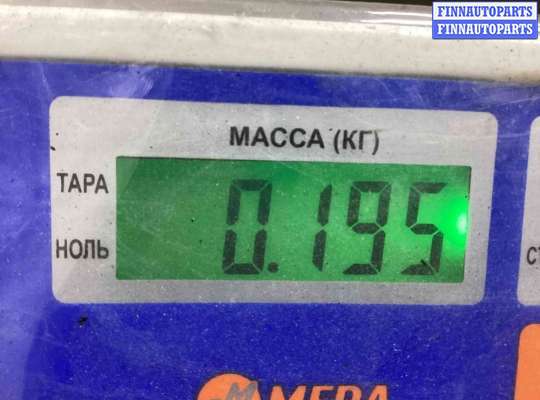 FINNAUTOPARTS
FINNAUTOPARTS
МАССА (КГ)
ТАРА
0.195
НОЛЬ